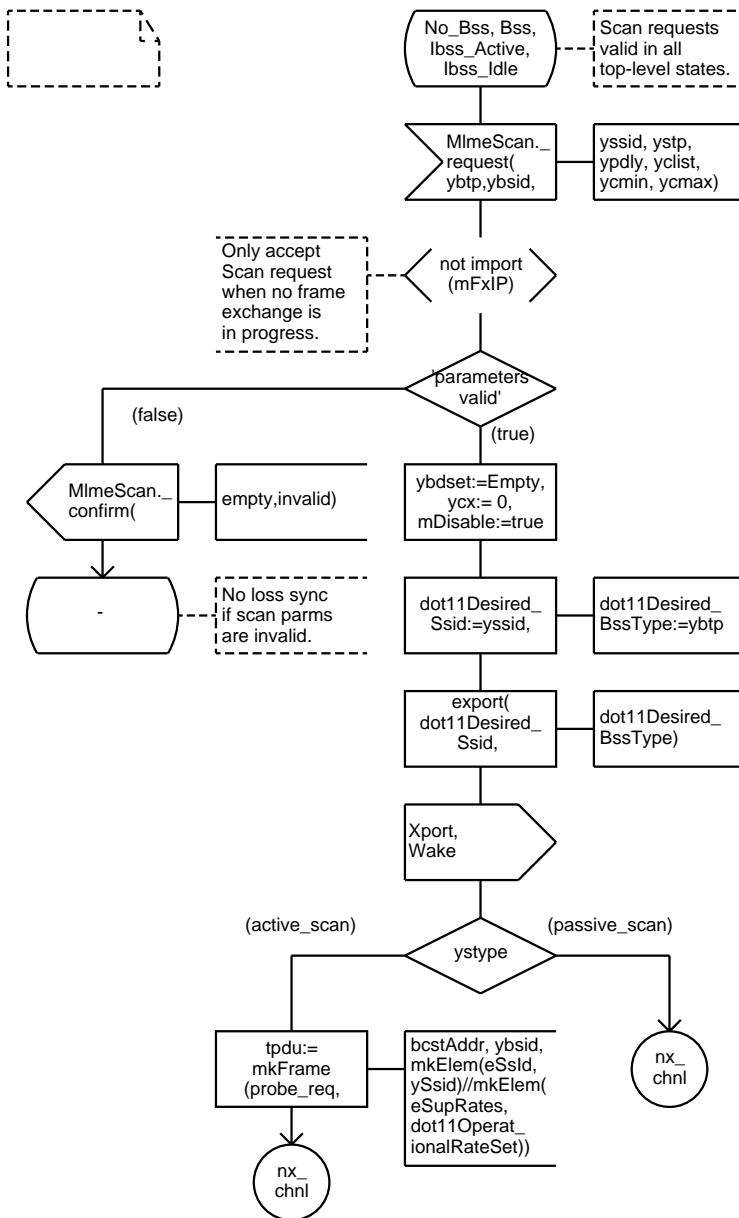 No_Bss, Bss,
Ibss_Active,
Ibss_Idle
Scan requests
valid in all
top-level states.
MlmeScan._
request(
ybtp,ybsid,
yssid, ystp,
ypdly, yclist,
ycmin, ycmax)
Only accept
Scan request
when no frame
exchange is
in progress.
not import
(mFxIP)
'parameters
valid'
(false)
(true)
MlmeScan._
confirm(
empty,invalid)
ybdset:=Empty,
ycx:= 0,
mDisable:=true
-
No loss sync
if scan parms
are invalid.
dot11Desired_
Ssid:=yssid,
dot11Desired_
BssType:=ybtp
export(
dot11Desired_
Ssid,
dot11Desired_
BssType)
Xport,
Wake
(active_scan)
(passive_scan)
ystype
tpdu:=
mkFrame
(probe_req,
bcstAddr, ybsid,
mkElem(eSsId,
ySsid)//mkElem(
eSupRates,
dot11Operat_
ionalRateSet))
nx_
chnl
nx_
chnl